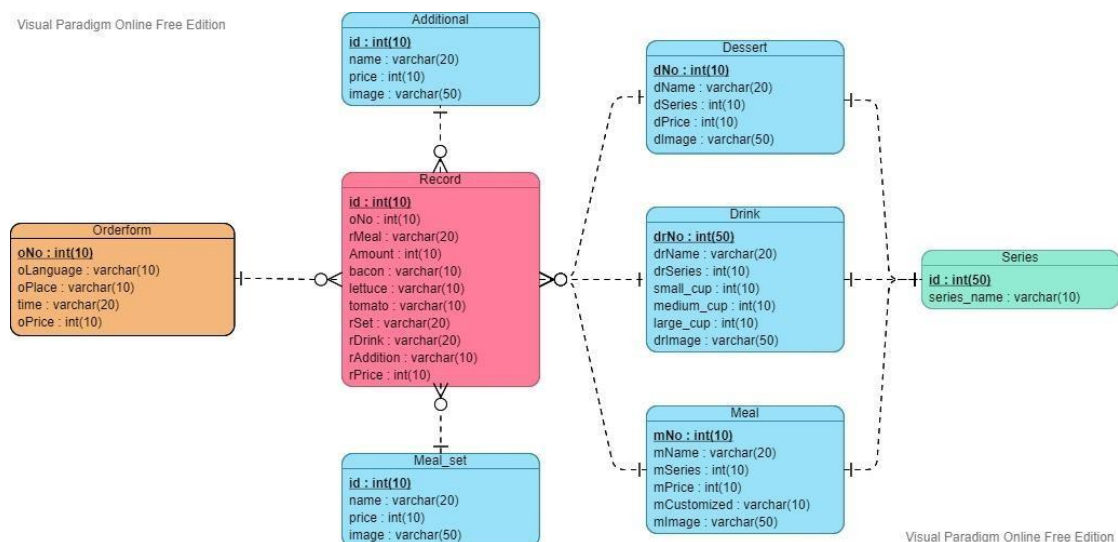 Visual Paradigm Online Free Edition
Additional
id : int(10)
name : varchar(20)
price : int(10)
image : varchar(50)
Orderform
oNo : int(10)
oLanguage : varchar(10)
oPlace : varchar(10)
time : varchar(20)
oPrice : int(10)
Record
id : int(10)
oNo : int(10)
rMeal : varchar(20)
Amount : int(10)
bacon : varchar(10)
lettuce : varchar(10)
tomato : varchar(10)
rSet : varchar(20)
rDrink : varchar(20)
rAddition : varchar(10)
rPrice : int(10)
Meal_set
id : int(10)
name : varchar(20)
price : int(10)
image : varchar(50)
Dessert
dNo : int(10)
dName : varchar(20)
dSeries : int(10)
dPrice : int(10)
dImage : varchar(50)
Drink
drNo : int(50)
drName : varchar(20)
drSeries : int(10)
small_cup : int(10)
medium_cup : int(10)
large_cup : int(10)
drImage : varchar(50)
Meal
mNo : int(10)
mName : varchar(20)
mSeries : int(10)
mPrice : int(10)
mCustomized : varchar(10)
mImage : varchar(50)
Series
id : int(50)
series_name : varchar(10)
Visual Paradigm Online Free Edition